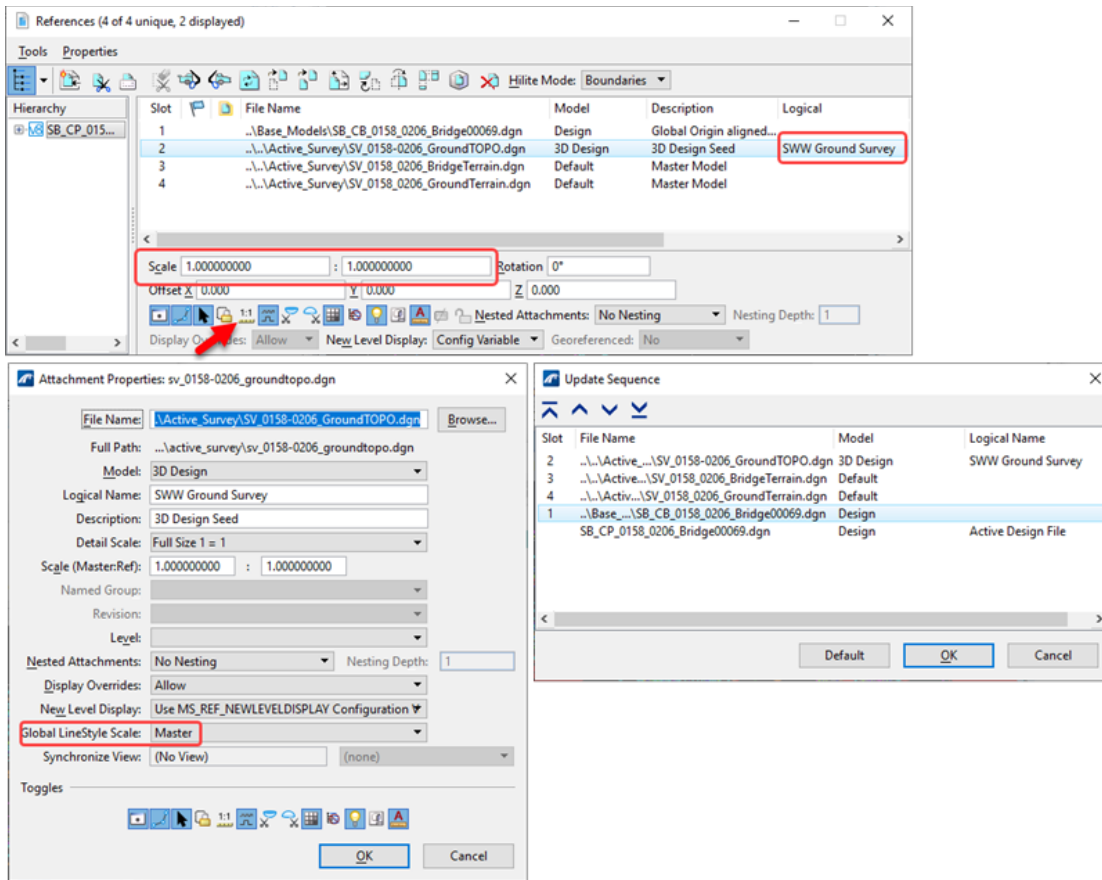 References (4 of 4 unique, 2 displayed)
Tools Properties
Hilite Mode: Boundaries
Hierarchy
SB_CP_015...
Slot File Name Model Description Logical
1 ..\Base_Models\SB_CB_0158_0206_Bridge00069.dgn Design Global Origin aligned...
2 ..\..\Active_Survey\SV_0158-0206_GroundTOPO.dgn 3D Design 3D Design Seed SWW Ground Survey
3 ..\..\Active_Survey\SV_0158_0206_BridgeTerrain.dgn Default Master Model
4 ..\..\Active_Survey\SV_0158_0206_GroundTerrain.dgn Default Master Model
Scale 1.000000000 : 1.000000000 Rotation 0°
Offset X 0.000 Y 0.000 Z 0.000
1:1 Nested Attachments: No Nesting Nesting Depth: 1
Display Ov es: Allow New Level Display: Config Variable Georeferenced: No
Attachment Properties: sv_0158-0206_groundtopo.dgn
File Name: .\Active_Survey\SV_0158-0206_GroundTOPO.dgn Browse...
Full Path: ...\active_survey\sv_0158-0206_groundtopo.dgn
Model: 3D Design
Logical Name: SWW Ground Survey
Description: 3D Design Seed
Detail Scale: Full Size 1 = 1
Scale (Master:Ref): 1.000000000 : 1.000000000
Named Group:
Revision:
Level:
Nested Attachments: No Nesting Nesting Depth: 1
Display Overrides: Allow
New Level Display: Use MS_REF_NEWLEVELDISPLAY Configuration V
Global LineStyle Scale: Master
Synchronize View: (No View) (none)
Toggles
1:1
OK Cancel
Update Sequence
Slot File Name Model Logical Name
2 ..\..\Active_...\SV_0158-0206_GroundTOPO.dgn 3D Design SWW Ground Survey
3 ..\..\Active...\SV_0158_0206_BridgeTerrain.dgn Default
4 ..\..\Activ...\SV_0158_0206_GroundTerrain.dgn Default
1 ..\Base_...\SB_CB_0158_0206_Bridge00069.dgn Design
SB_CP_0158_0206_Bridge00069.dgn Design Active Design File
Default OK Cancel